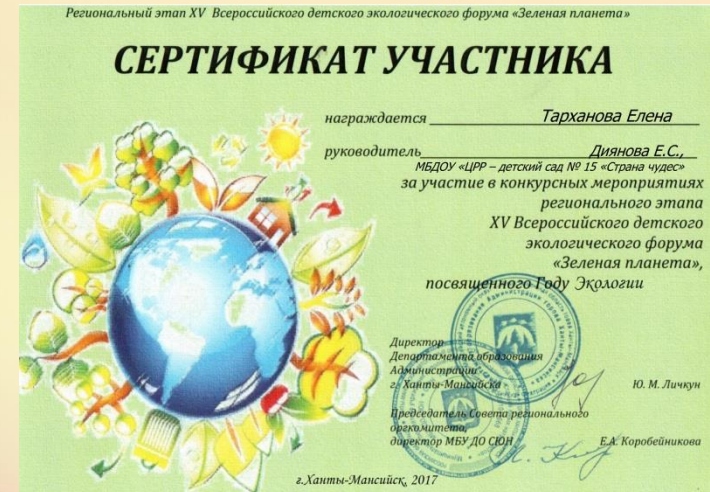 Региональный этап XV Всероссийского детского экологического форума «Зеленая планета»
СЕРТИФИКАТ УЧАСТНИКА
награждается Тарханова Елена
руководитель Диянова Е.С.,
МБДОУ «ЦРР – детский сад № 15 «Страна чудес»
за участие в конкурсных мероприятиях
регионального этапа
XV Всероссийского детского
экологического форума
«Зеленая планета»,
посвященного Году Экологии
Директор
Департамента образования
Администрации
г. Ханты-Мансийска Ю. М. Личкун
Председатель Совета регионального
оргкомитета,
директор МБУ ДО СЮН Е.А. Коробейникова
г.Ханты-Мансийск, 2017